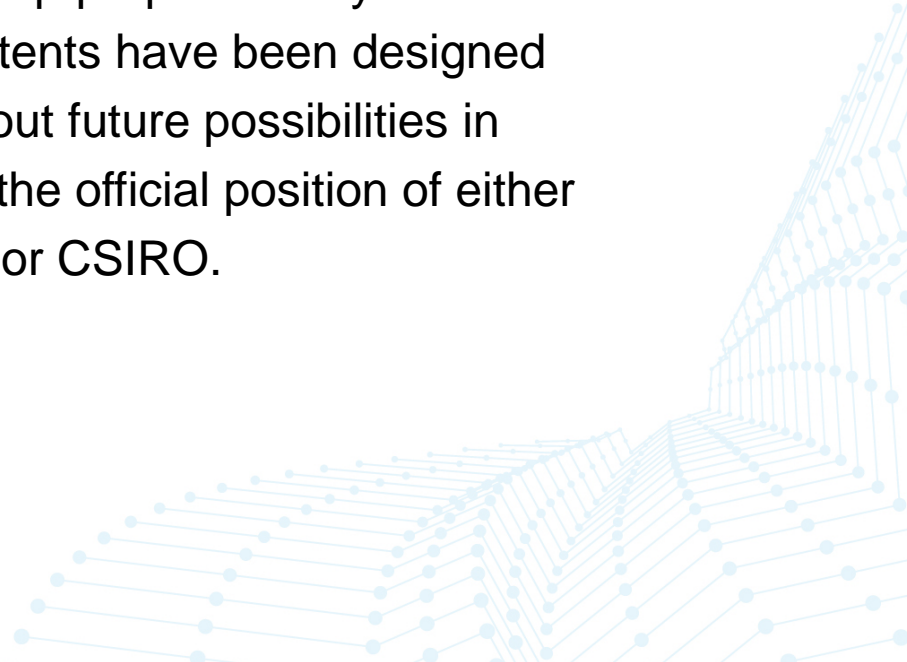 tents have been designed
out future possibilities in
the official position of either
or CSIRO.